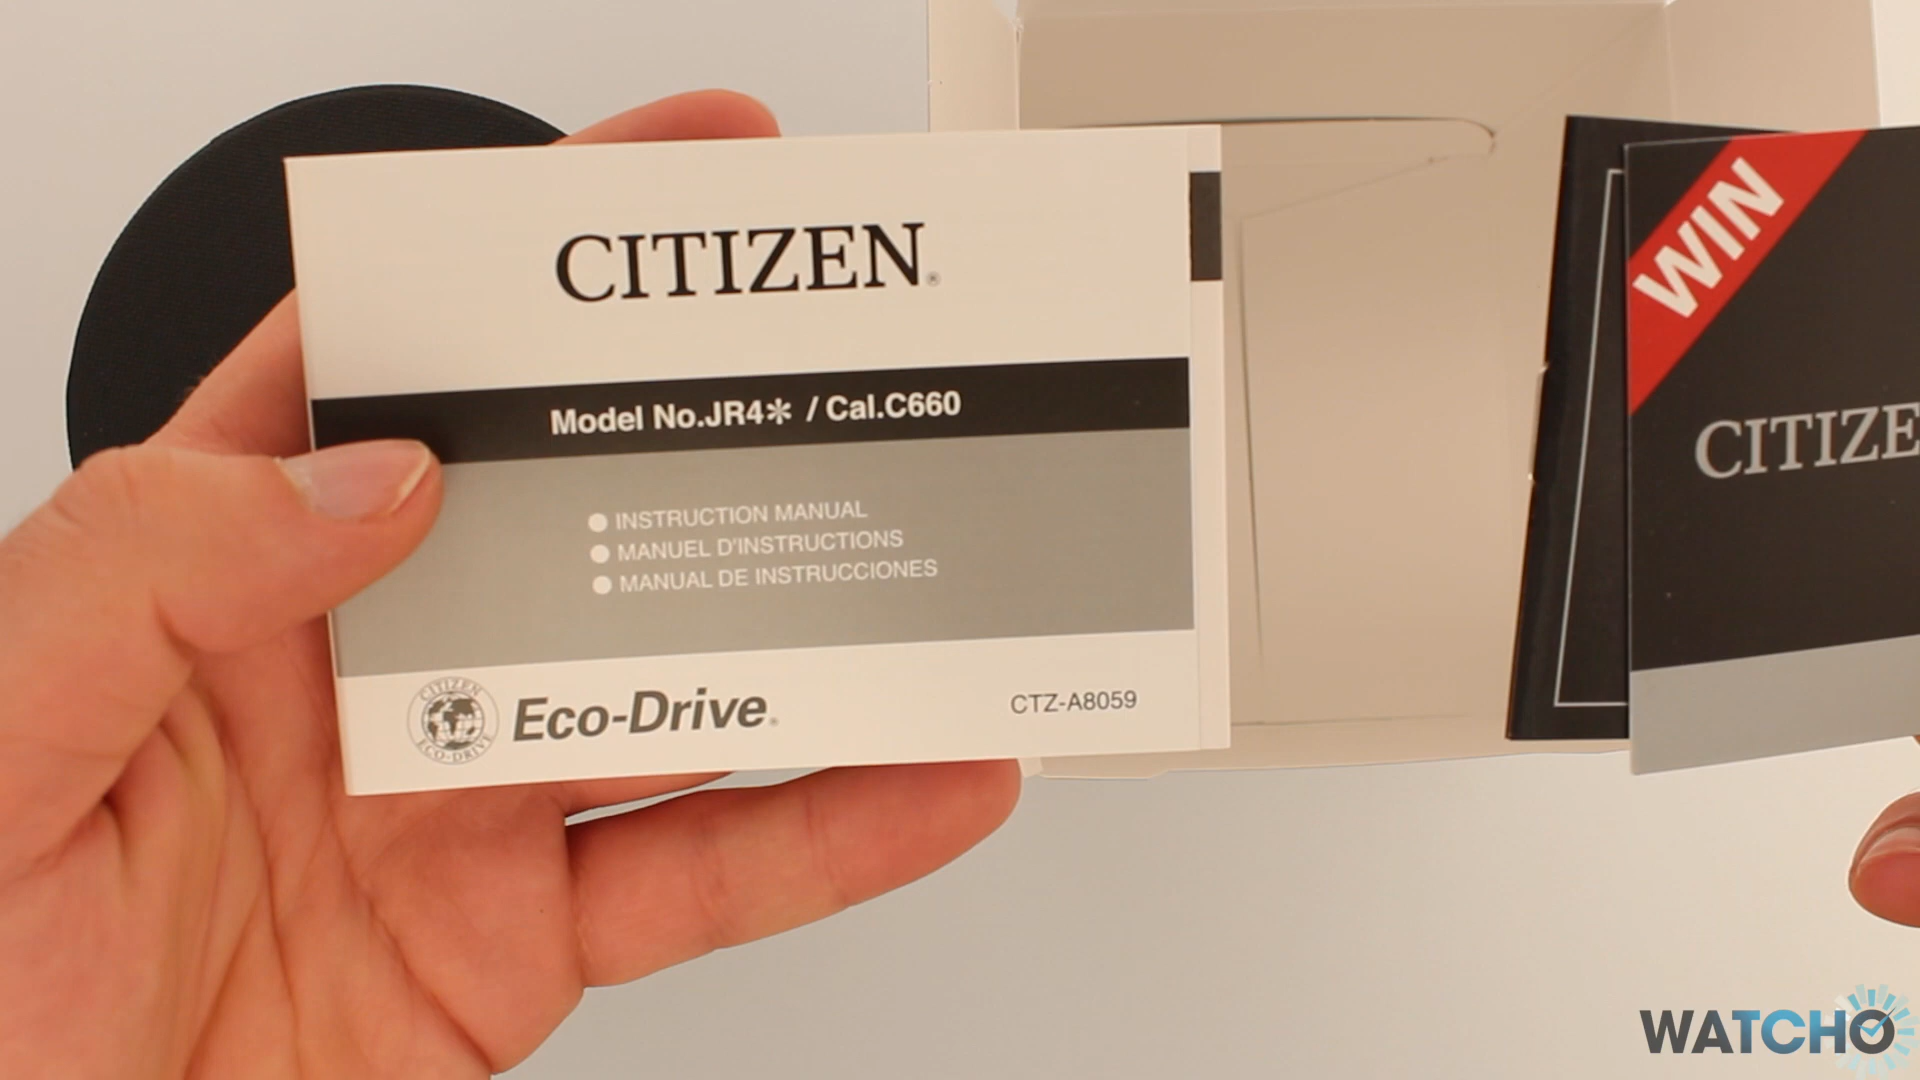 CITIZEN®
Model No.JR4✻ / Cal.C660
● INSTRUCTION MANUAL
● MANUEL D'INSTRUCTIONS
● MANUAL DE INSTRUCCIONES
CITIZEN
ECO-DRIVE
Eco-Drive®
CTZ-A8059
WIN
CITIZE
WATCHO